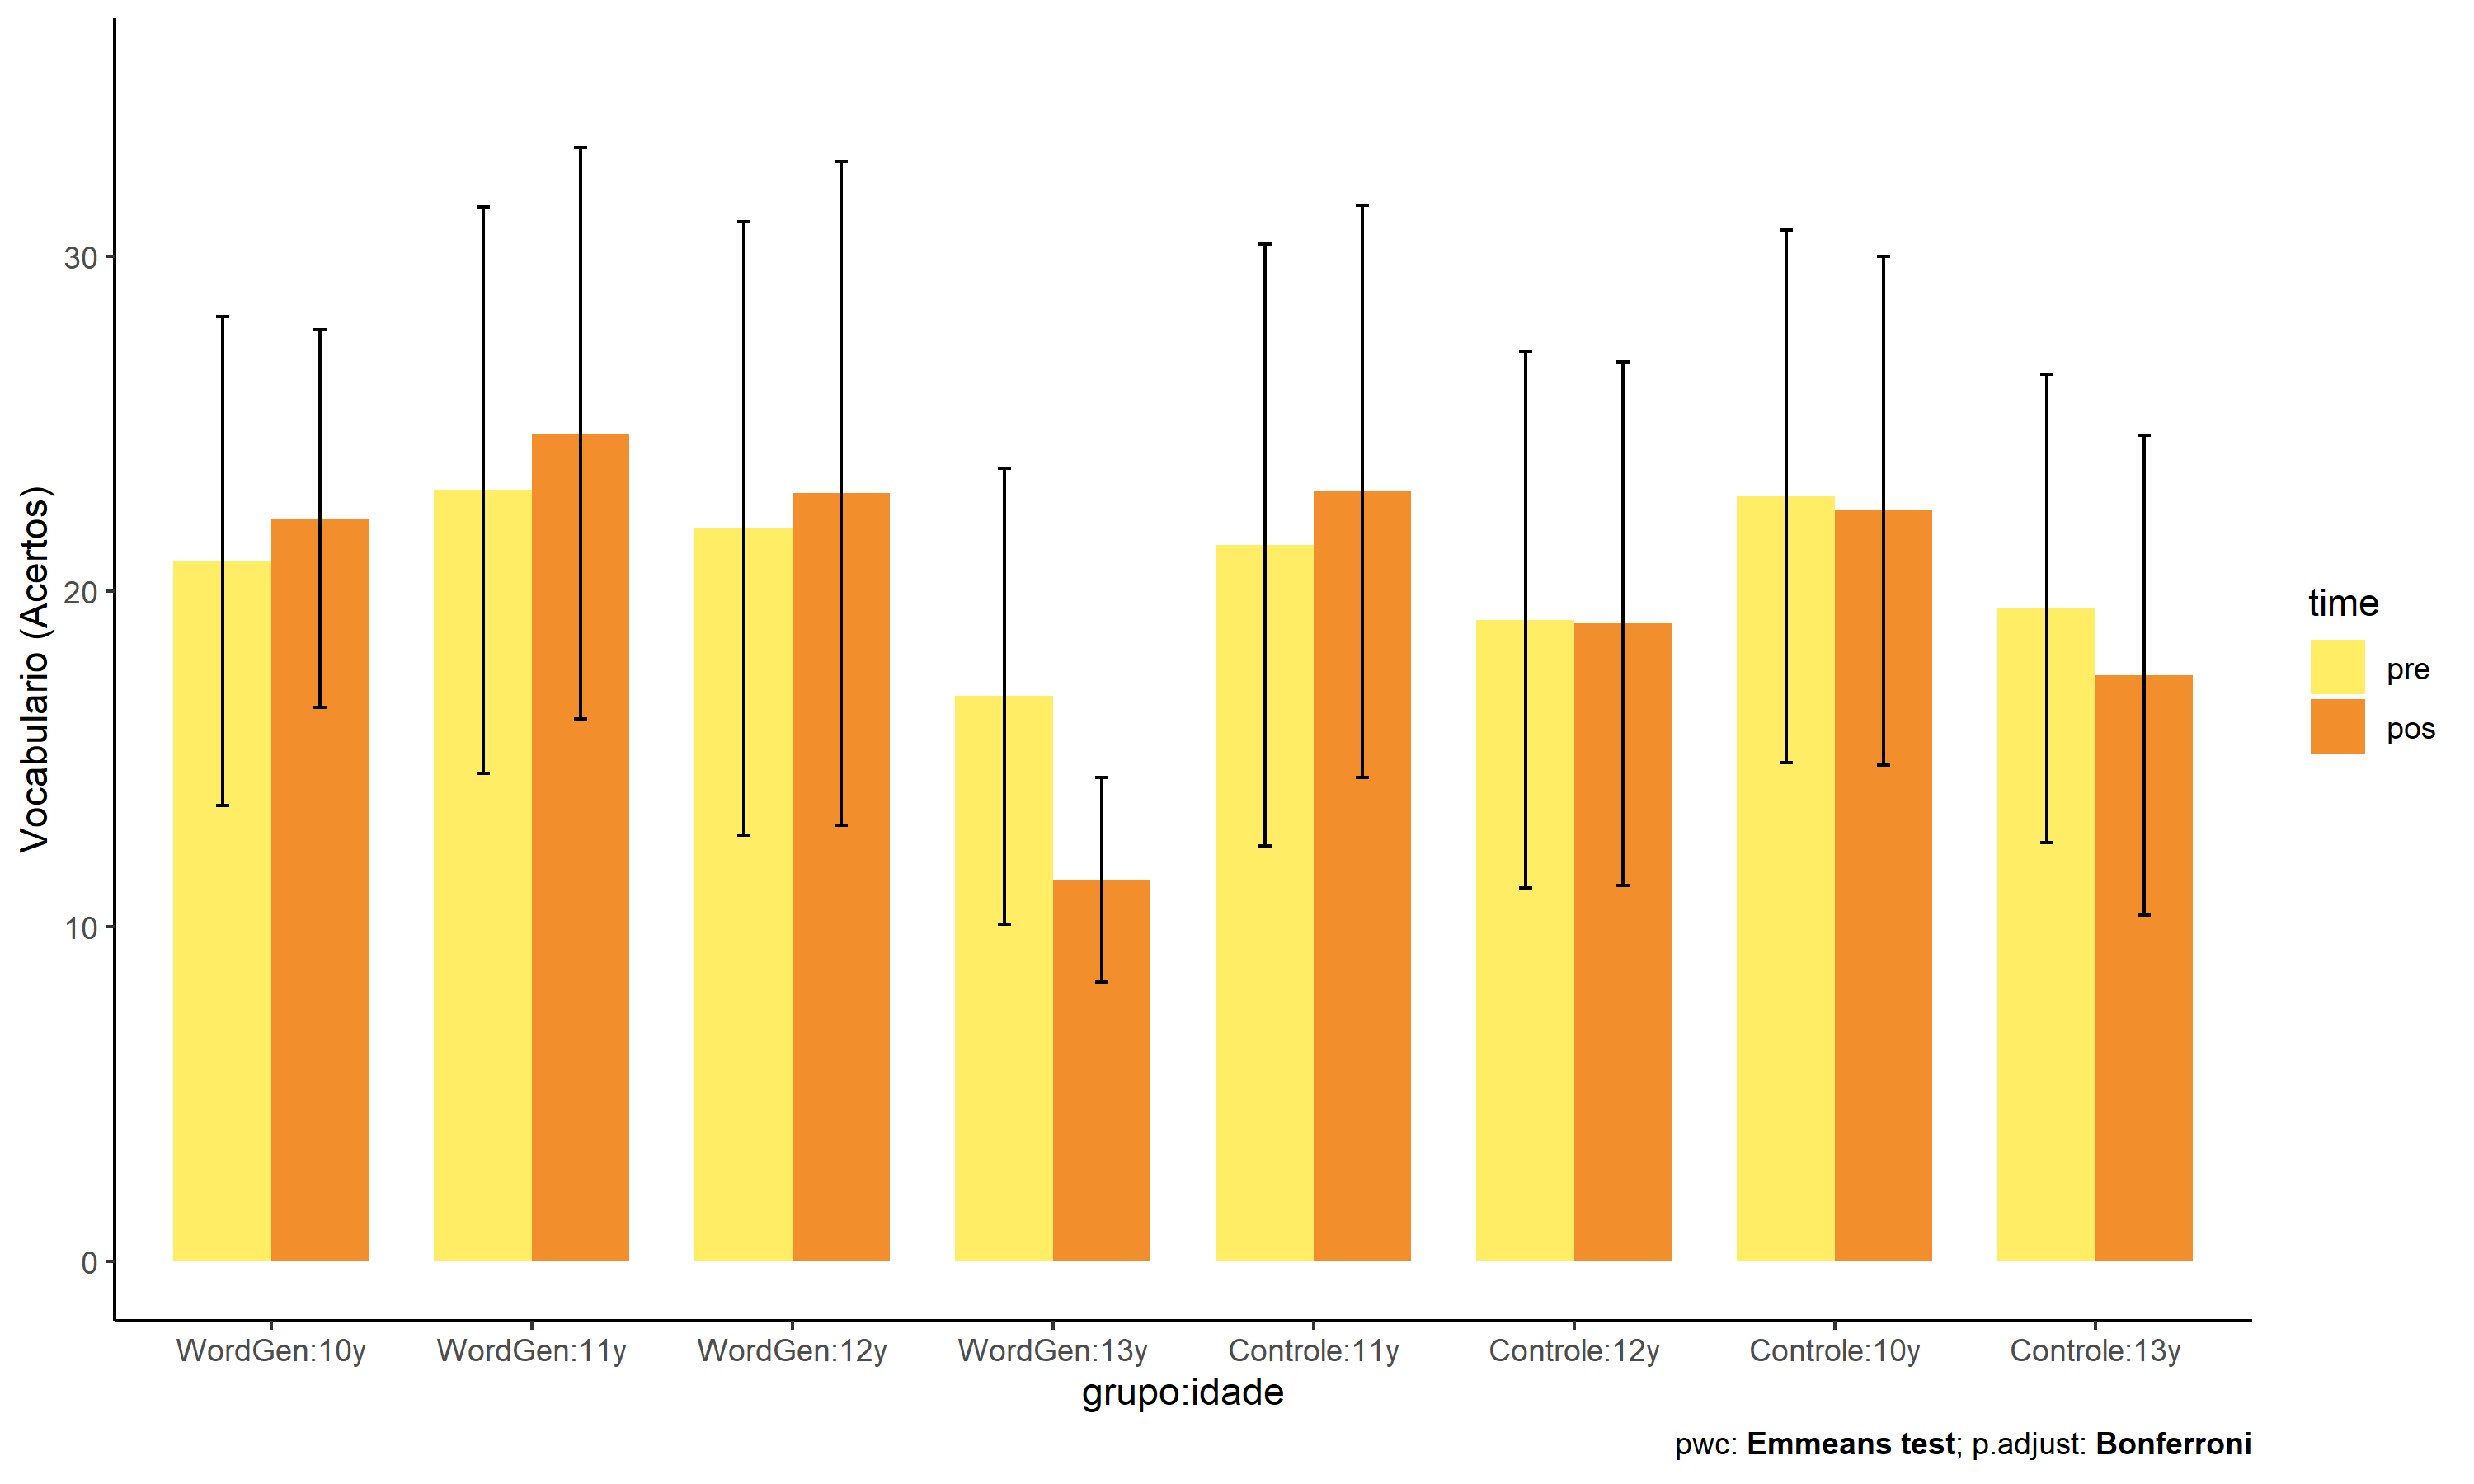 Vocabulario (Acertos)
30
20
10
0
WordGen:10y WordGen:11y WordGen:12y WordGen:13y Controle:11y Controle:12y Controle:10y Controle:13y
grupo:idade
time
pre
pos
pwc: Emmeans test; p.adjust: Bonferroni